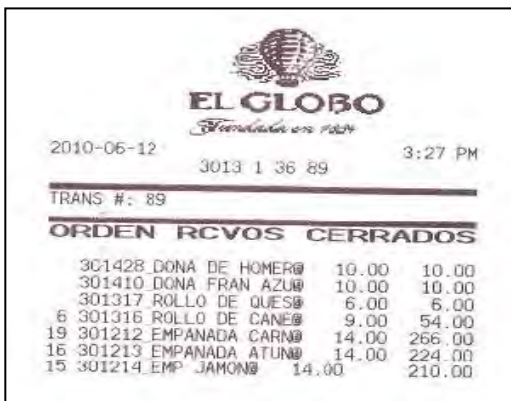 EL GLOBO
Fundada en 1884
2010-06-12 3:27 PM
3013 1 36 89
TRANS #: 89
ORDEN RCVOS CERRADOS
301428 DONA DE HOMER@ 10.00 10.00
301410 DONA FRAN AZU@ 10.00 10.00
301317 ROLLO DE QUES@ 6.00 6.00
6 301316 ROLLO DE CANE@ 9.00 54.00
19 301212 EMPANADA CARN@ 14.00 266.00
16 301213 EMPANADA ATUN@ 14.00 224.00
15 301214 EMP JAMON@ 14.00 210.00